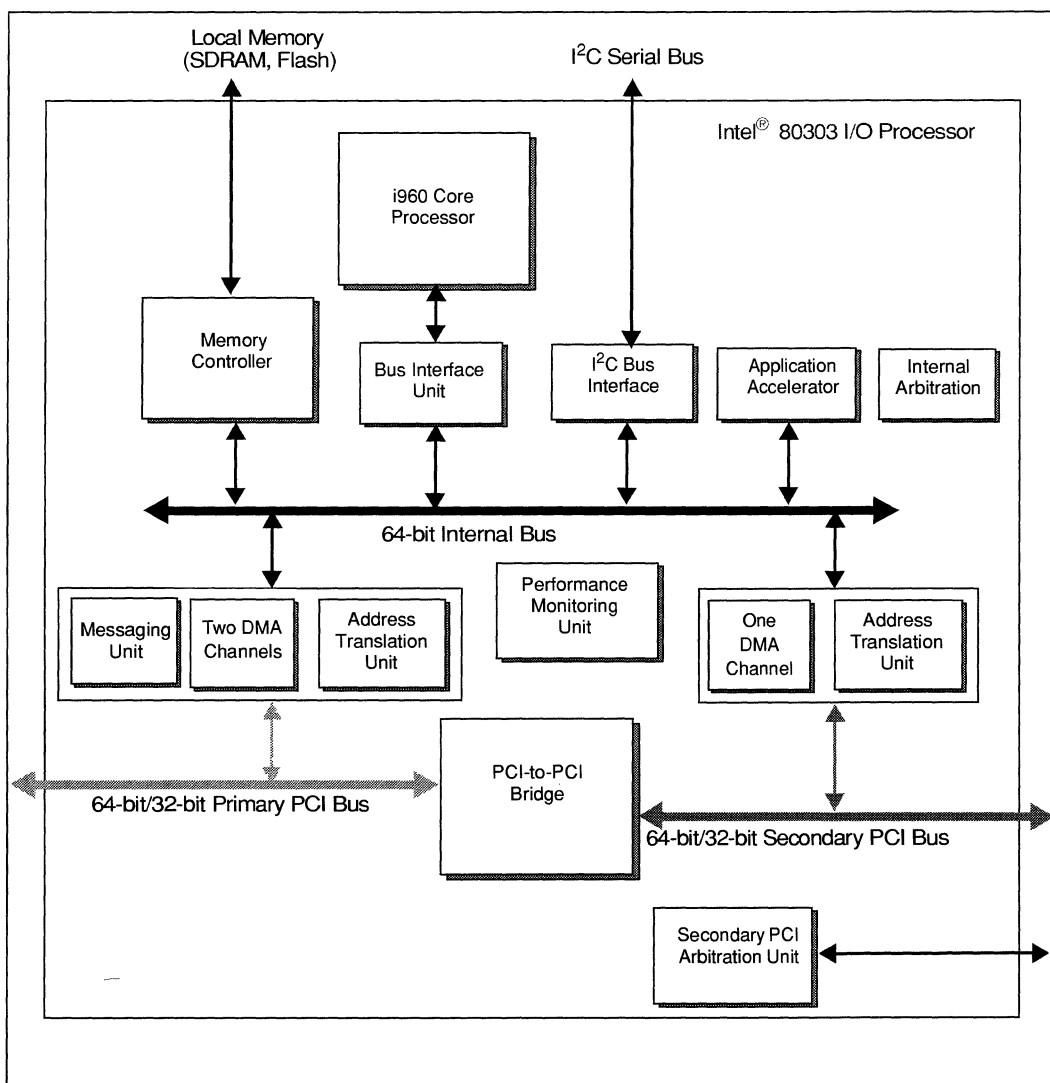 Local Memory
(SDRAM, Flash)
I²C Serial Bus
Intel® 80303 I/O Processor
i960 Core
Processor
Memory
Controller
Bus Interface
Unit
I²C Bus
Interface
Application
Accelerator
Internal
Arbitration
64-bit Internal Bus
Messaging
Unit
Two DMA
Channels
Address
Translation
Unit
Performance
Monitoring
Unit
One
DMA
Channel
Address
Translation
Unit
PCI-to-PCI
Bridge
64-bit/32-bit Primary PCI Bus
64-bit/32-bit Secondary PCI Bus
Secondary PCI
Arbitration Unit